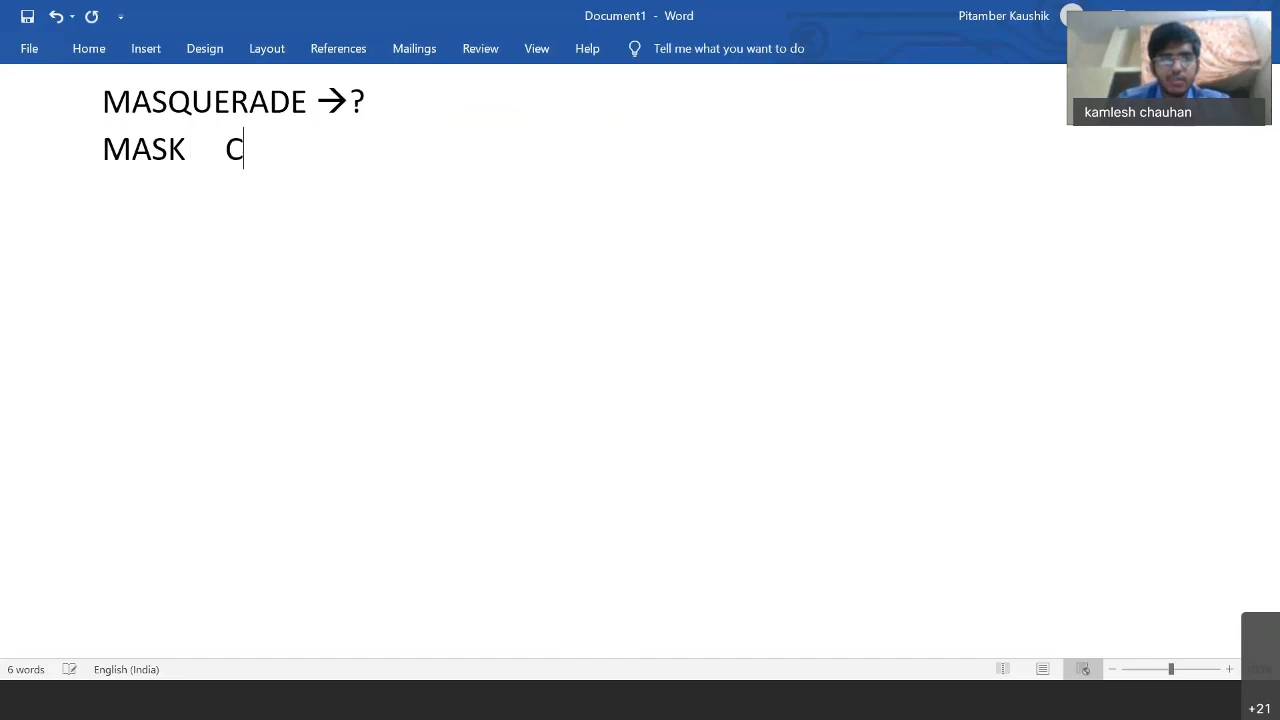 Document1 - Word
Pitamber Kaushik
File Home Insert Design Layout References Mailings Review View Help Tell me what you want to do
kamlesh chauhan
MASQUERADE →?
MASK C
6 words English (India)
+21